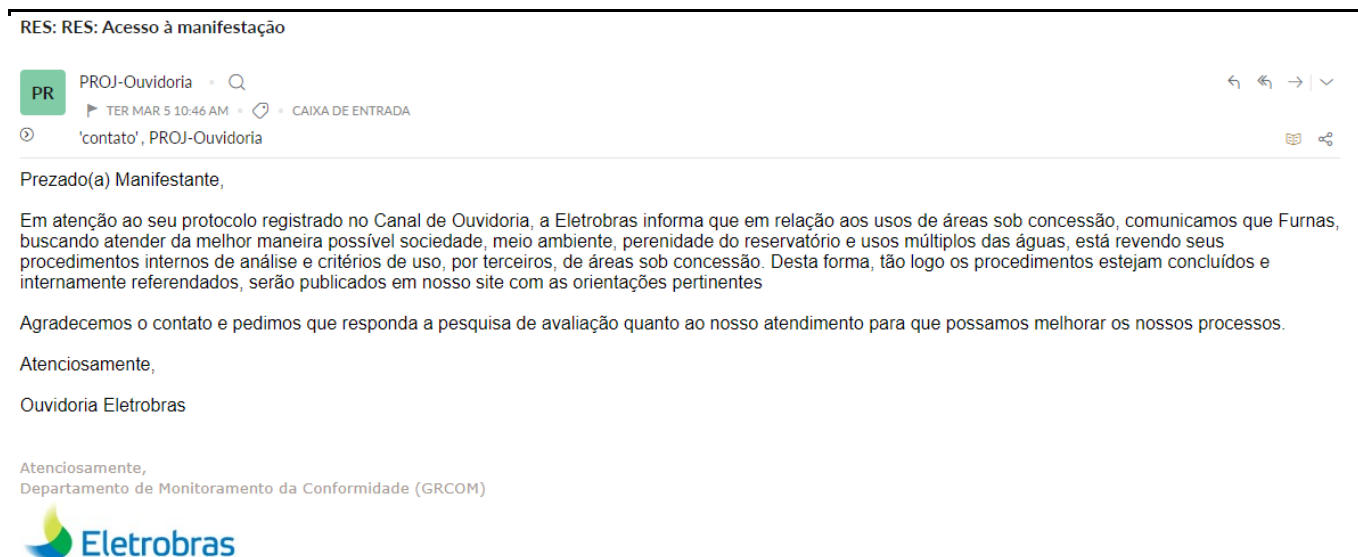 RES: RES: Acesso à manifestação
PR
PROJ-Ouvidoria
TER MAR 5 10:46 AM
CAIXA DE ENTRADA
'contato', PROJ-Ouvidoria
Prezado(a) Manifestante,
Em atenção ao seu protocolo registrado no Canal de Ouvidoria, a Eletrobras informa que em relação aos usos de áreas sob concessão, comunicamos que Furnas,
buscando atender da melhor maneira possível sociedade, meio ambiente, perenidade do reservatório e usos múltiplos das águas, está revendo seus
procedimentos internos de análise e critérios de uso, por terceiros, de áreas sob concessão. Desta forma, tão logo os procedimentos estejam concluídos e
internamente referendados, serão publicados em nosso site com as orientações pertinentes
Agradecemos o contato e pedimos que responda a pesquisa de avaliação quanto ao nosso atendimento para que possamos melhorar os nossos processos.
Atenciosamente,
Ouvidoria Eletrobras
Atenciosamente,
Departamento de Monitoramento da Conformidade (GRCOM)
Eletrobras